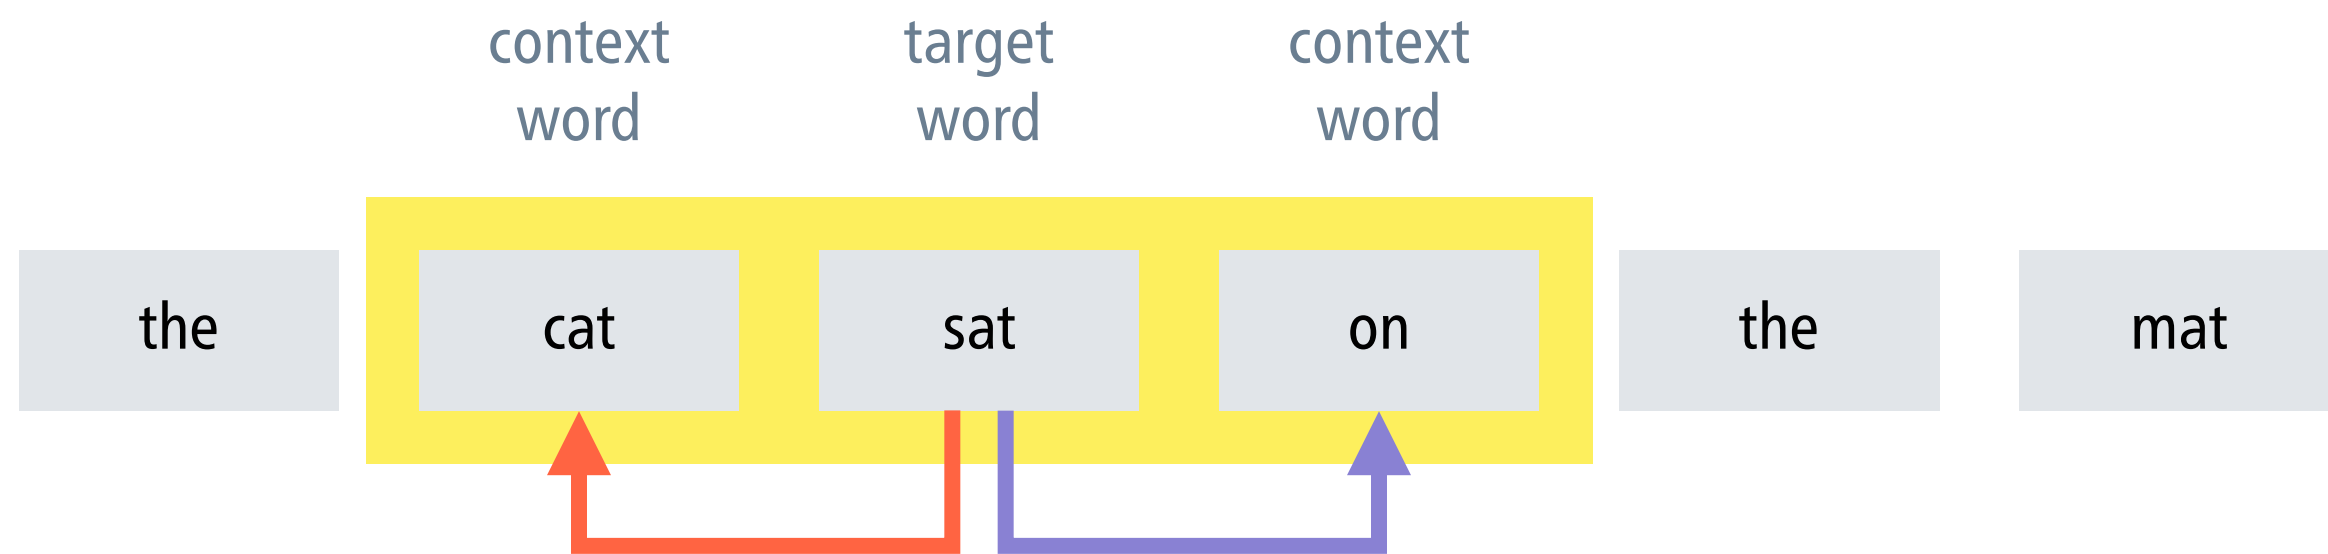 context target context
word word word
the cat sat on the mat